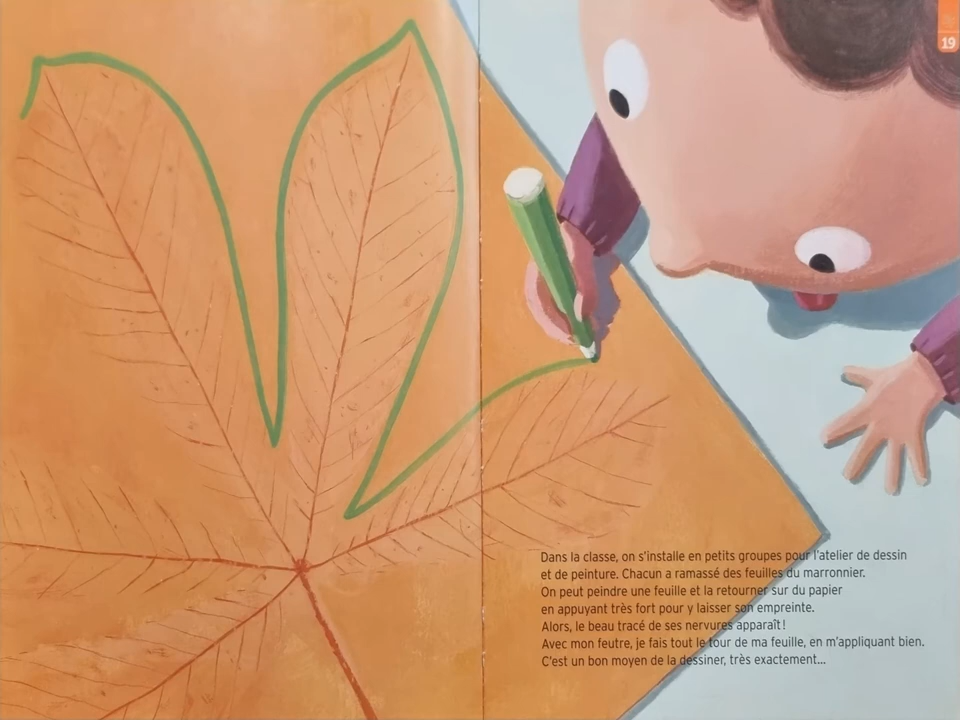 19
Dans la classe, on s'installe en petits groupes pour l'atelier de dessin
et de peinture. Chacun a ramassé des feuilles du marronnier.
On peut peindre une feuille et la retourner sur du papier
en appuyant très fort pour y laisser son empreinte.
Alors, le beau tracé de ses nervures apparaît !
Avec mon feutre, je fais tout le tour de ma feuille, en m'appliquant bien.
C'est un bon moyen de la dessiner, très exactement...